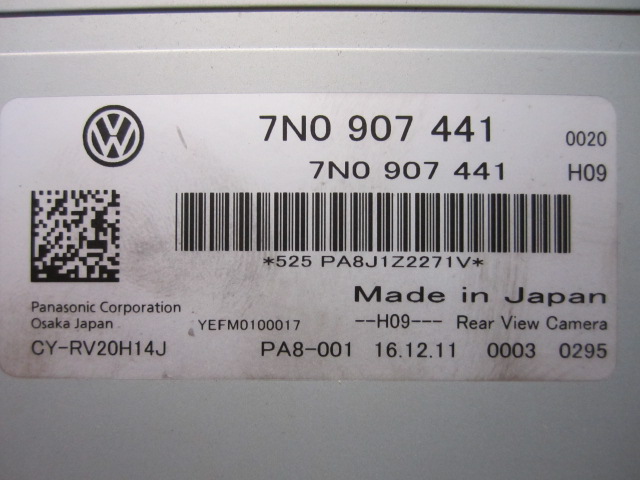 7N0 907 441 0020
7N0 907 441 H09
*525 PA8J1Z2271V*
Made in Japan
Panasonic Corporation
Osaka Japan YEFM0100017 --H09--- Rear View Camera
CY-RV20H14J PA8-001 16.12.11 0003 0295